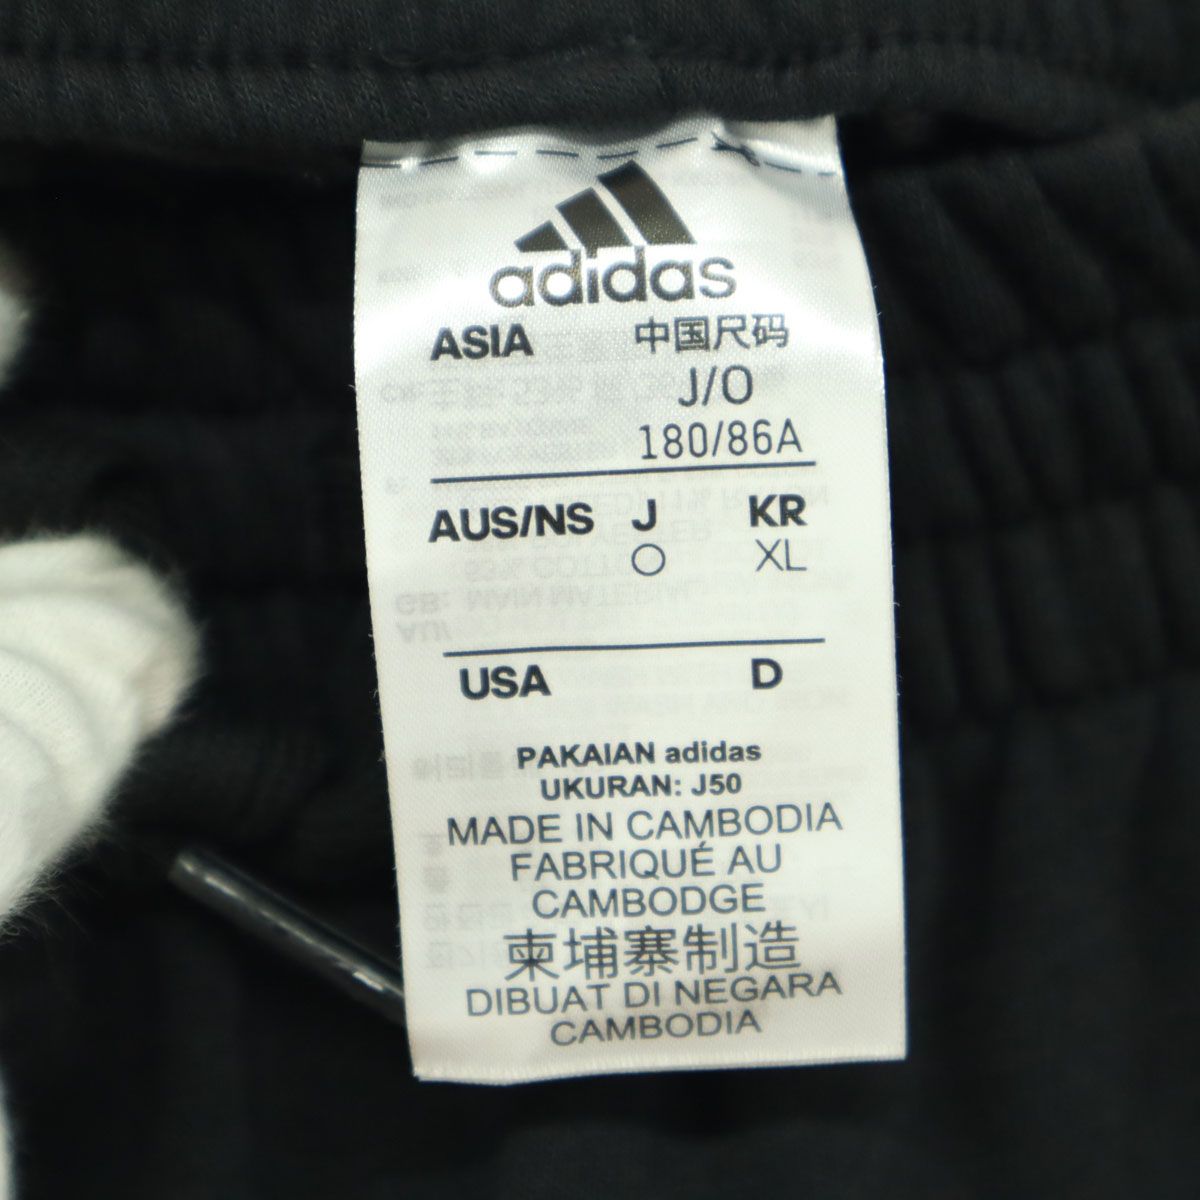 adidas
ASIA 中国尺码
J/O
180/86A
AUS/NS J KR
O XL
USA D
PAKAIAN adidas
UKURAN: J50
MADE IN CAMBODIA
FABRIQUÉ AU
CAMBODGE
柬埔寨制造
DIBUAT DI NEGARA
CAMBODIA